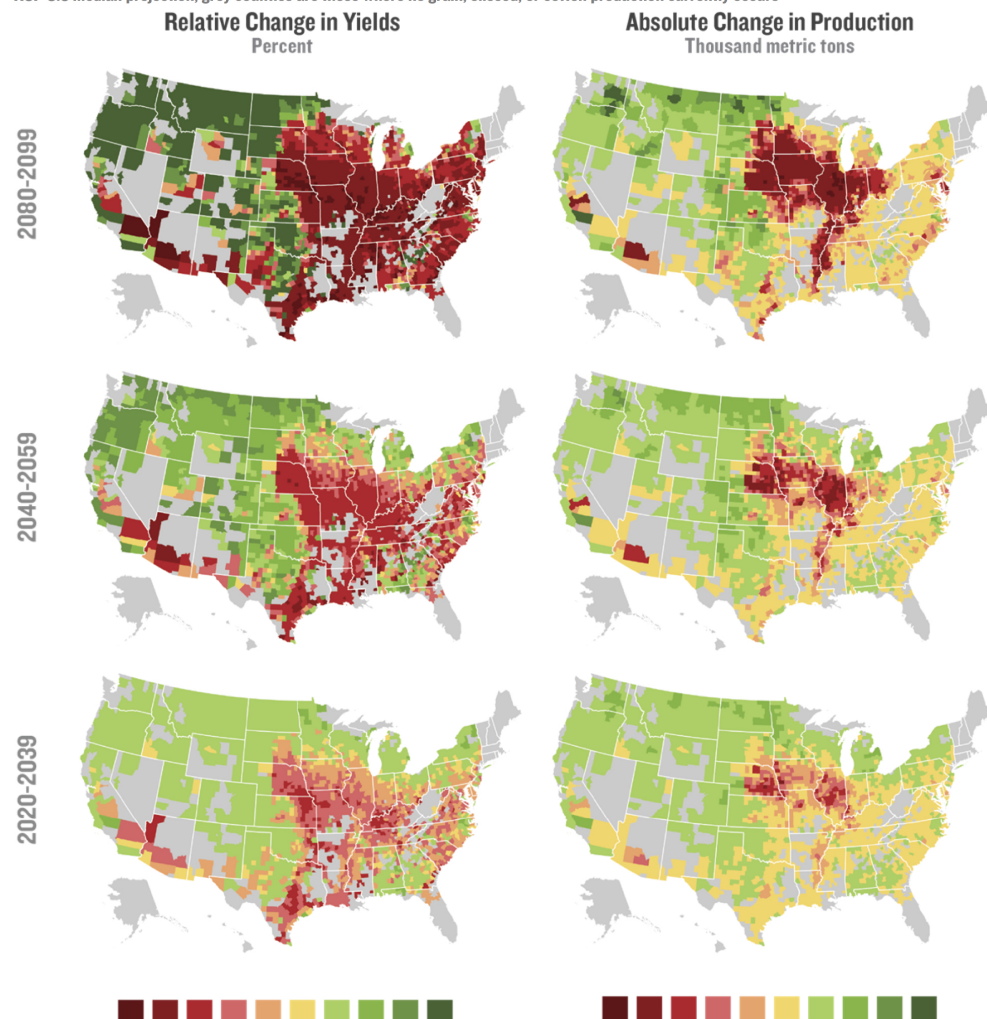 Relative Change in Yields
Percent
Absolute Change in Production
Thousand metric tons
2080-2099
2040-2059
2020-2039